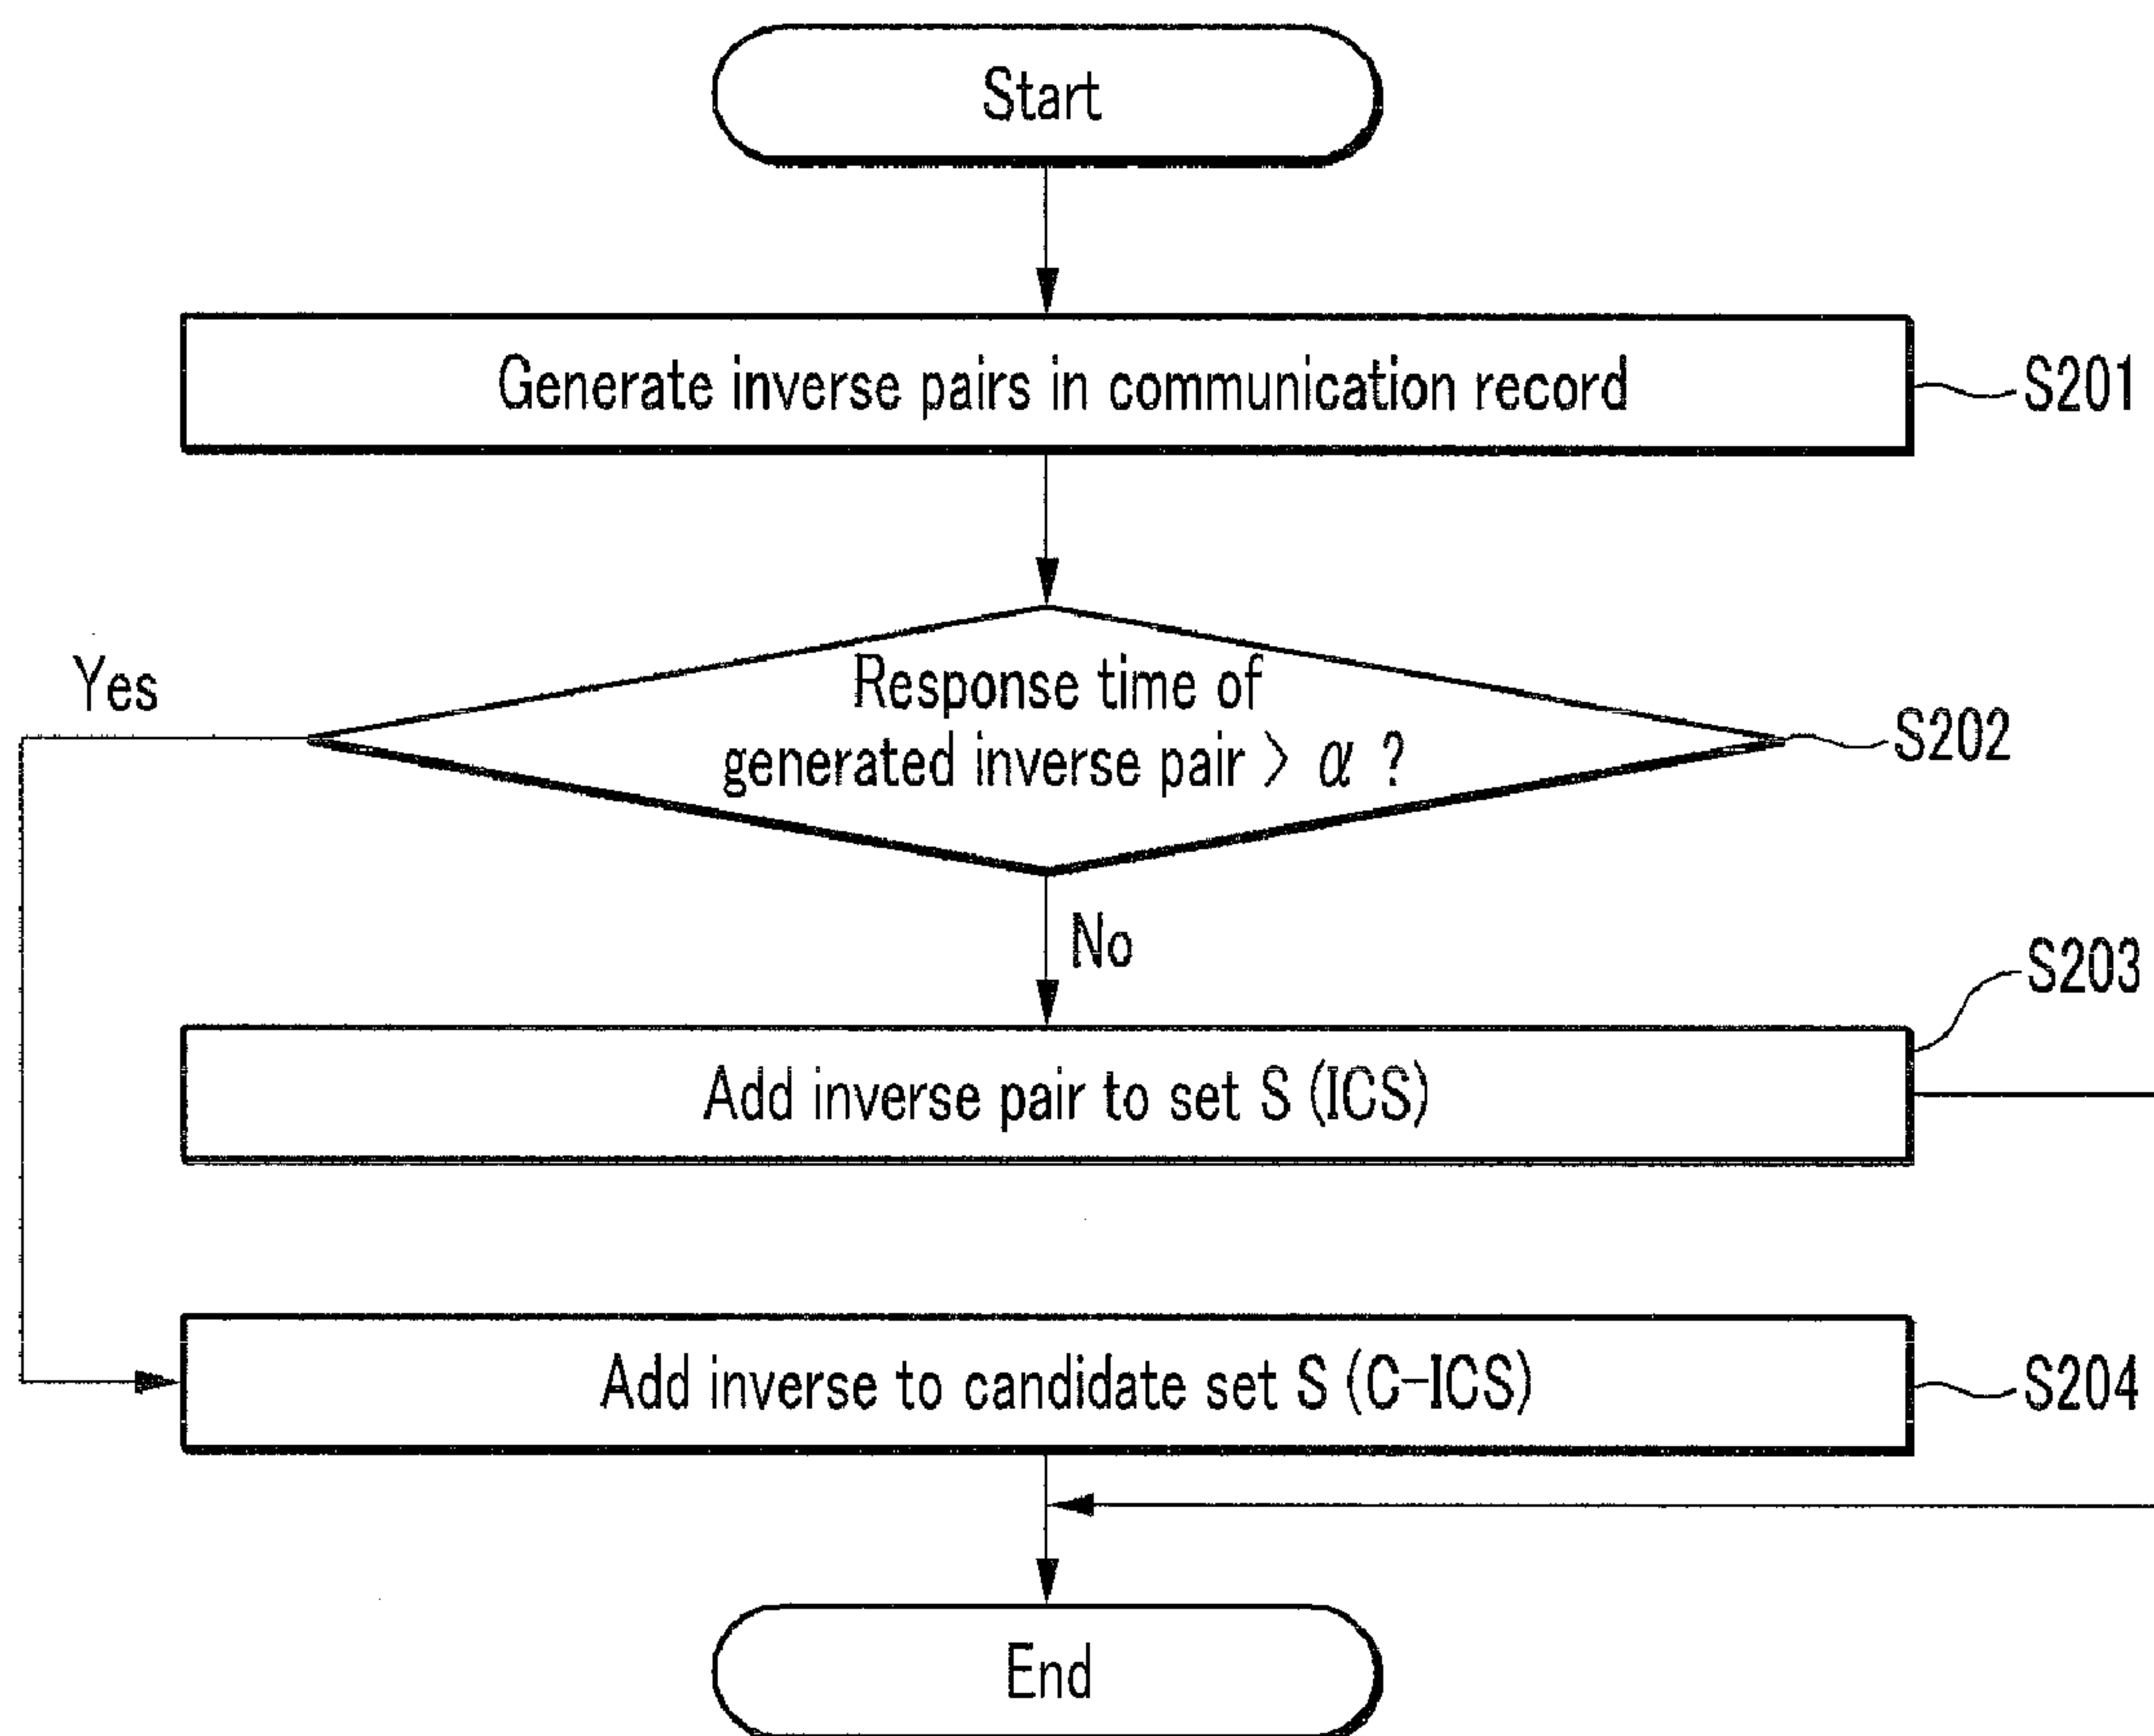 Start
Generate inverse pairs in communication record
S201
Yes
Response time of
generated inverse pair > α ?
S202
No
S203
Add inverse pair to set S (ICS)
Add inverse to candidate set S (C-ICS)
S204
End